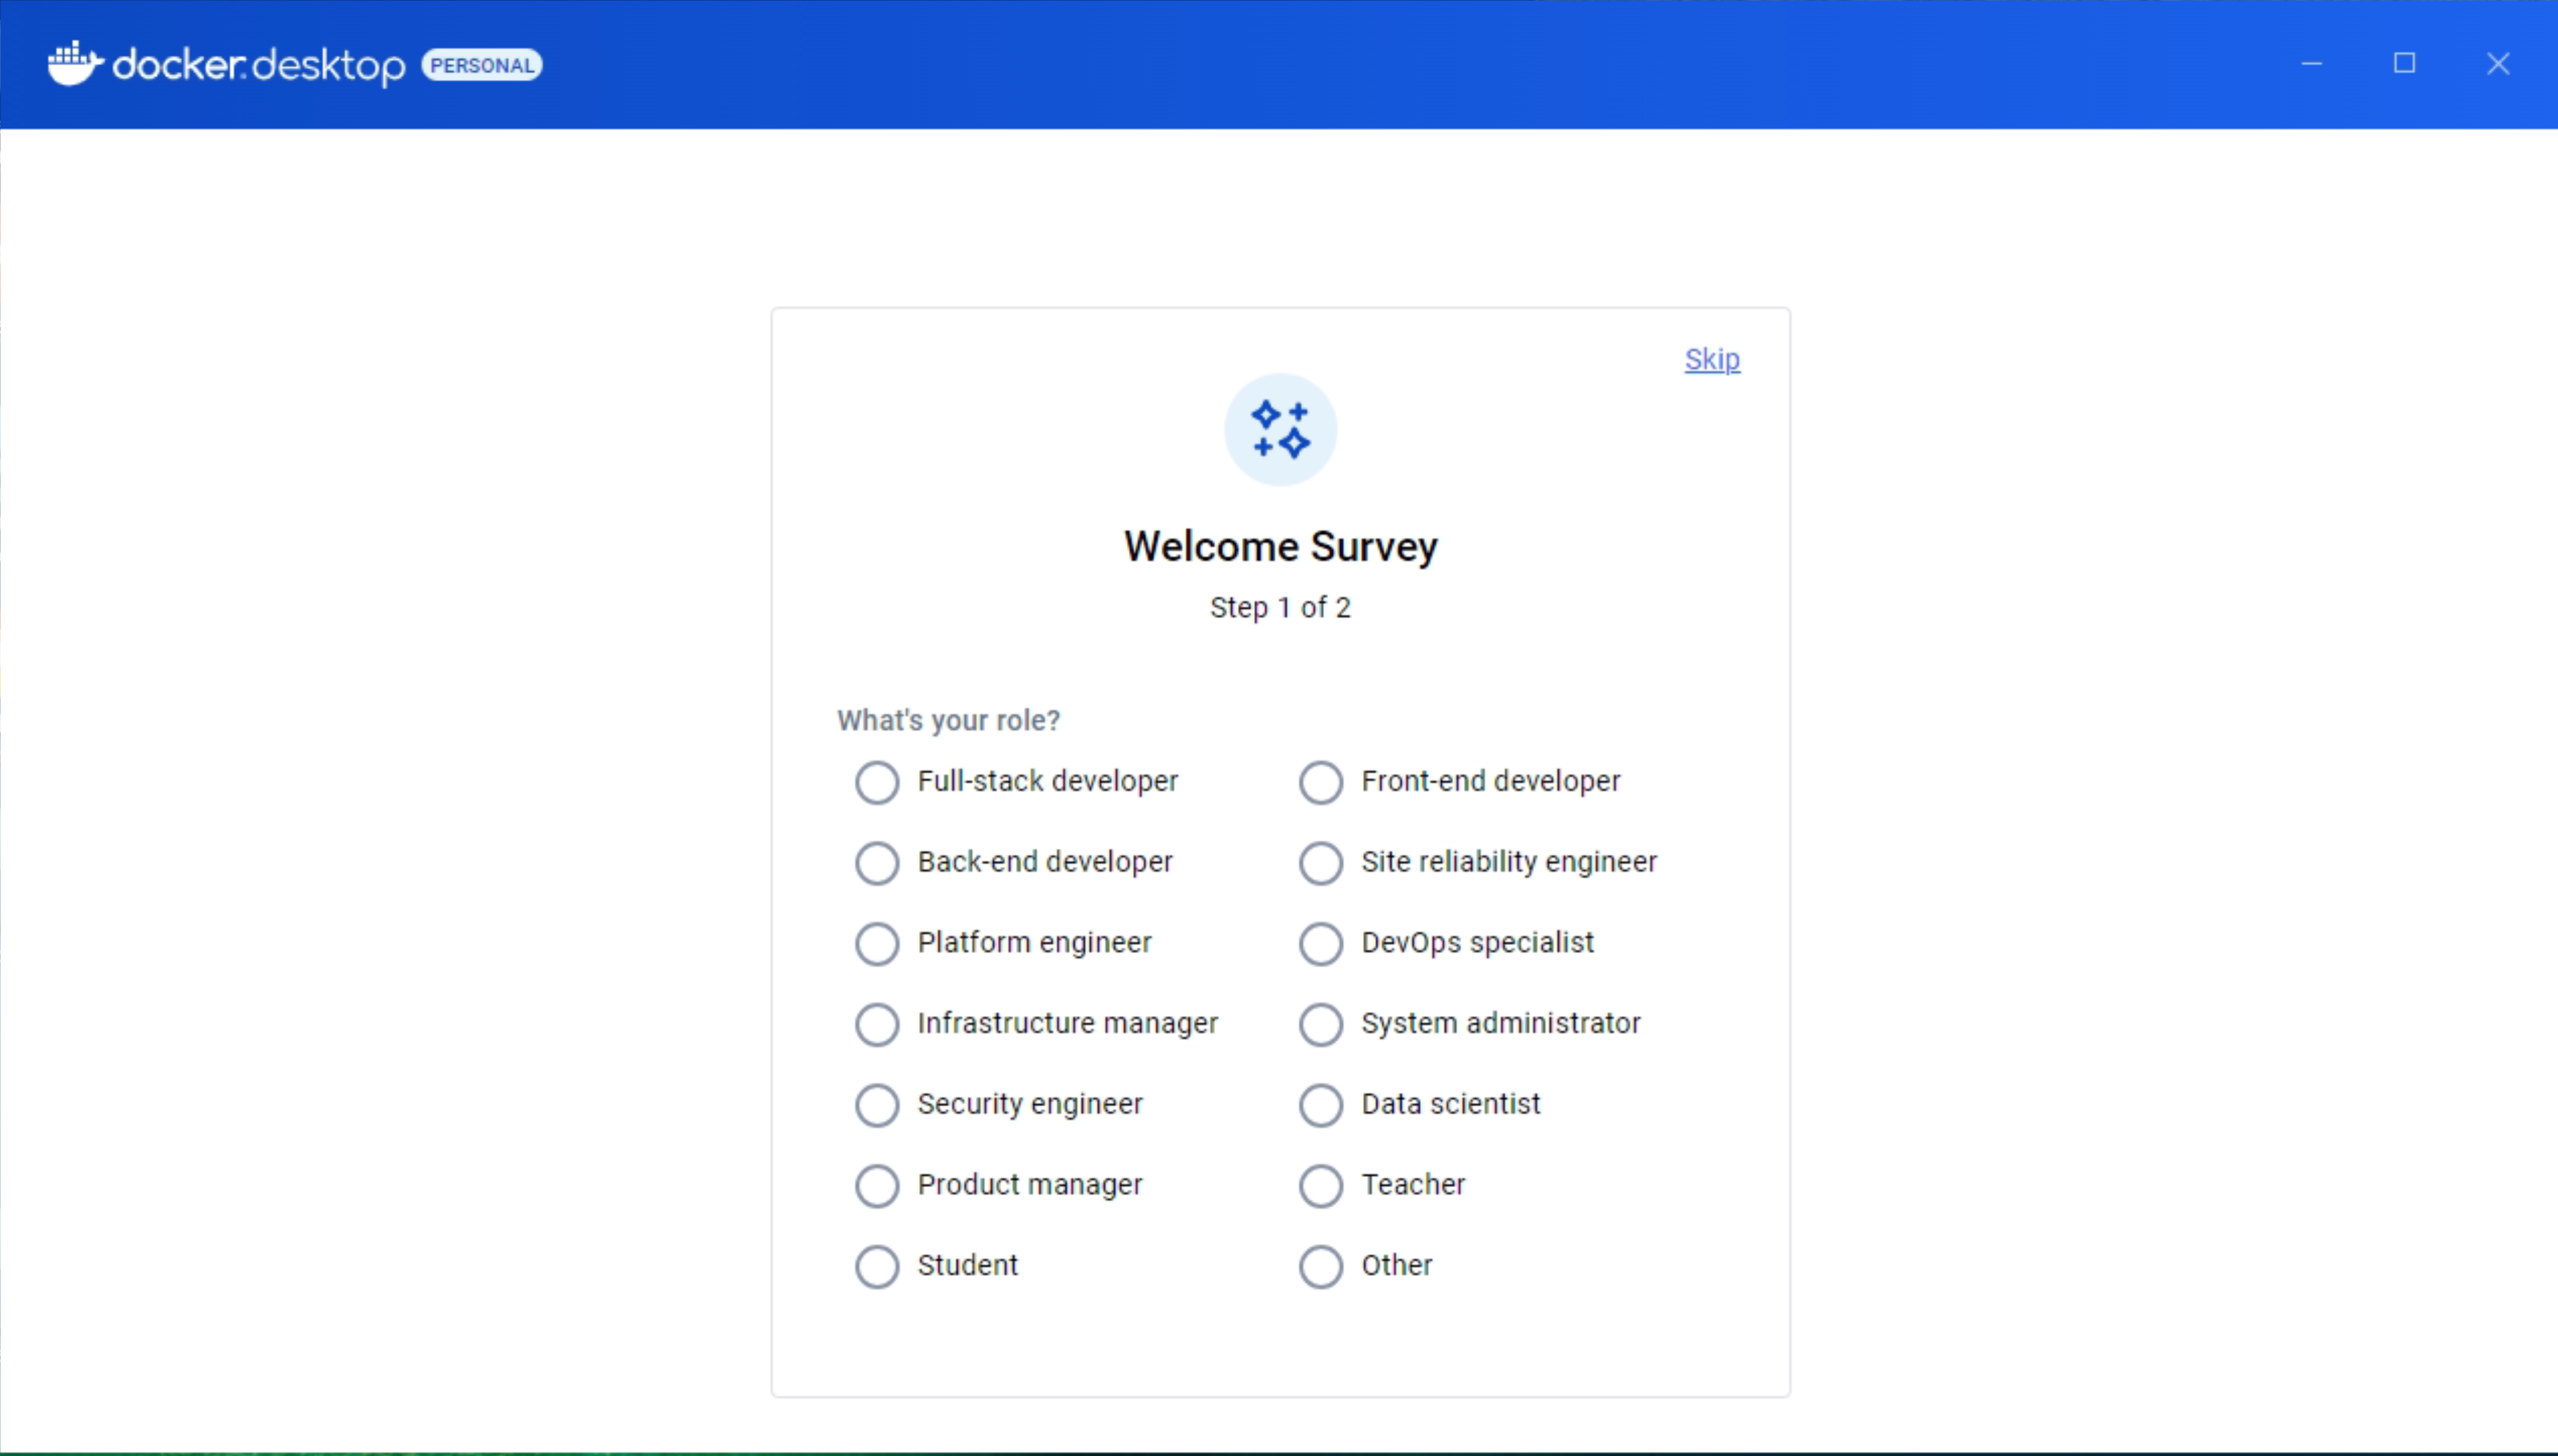 docker.desktop PERSONAL
Skip
Welcome Survey
Step 1 of 2
What's your role?
Full-stack developer
Front-end developer
Back-end developer
Site reliability engineer
Platform engineer
DevOps specialist
Infrastructure manager
System administrator
Security engineer
Data scientist
Product manager
Teacher
Student
Other